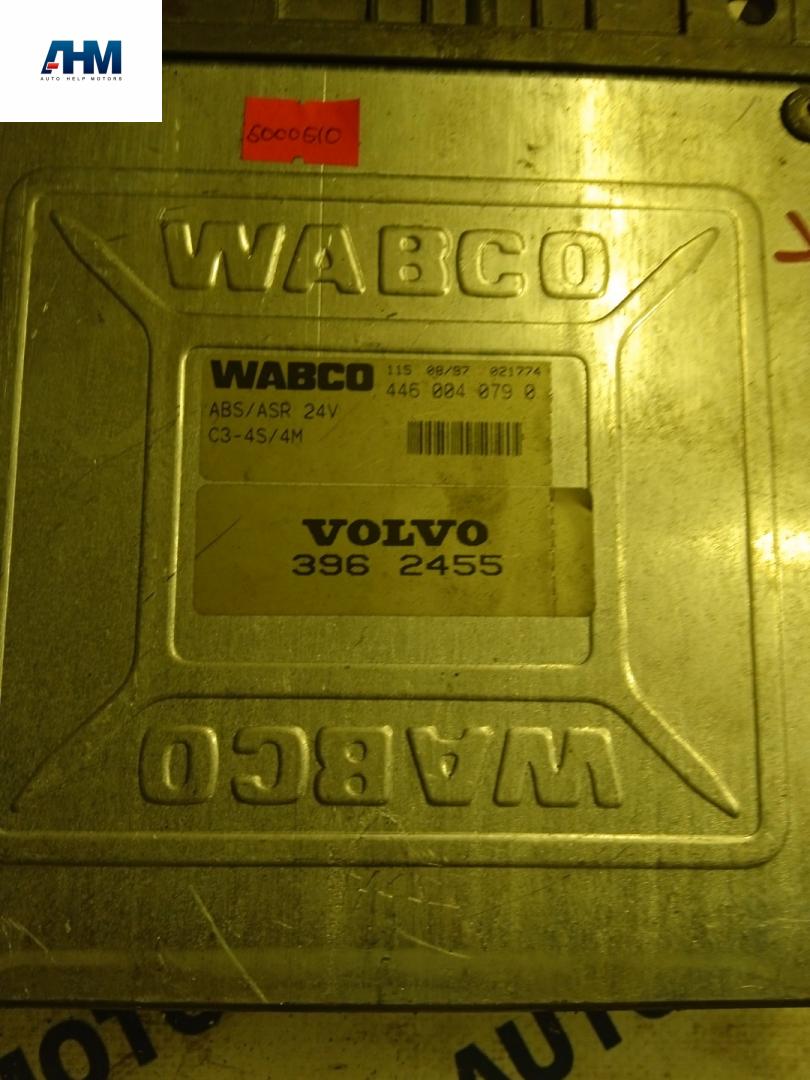 AHM
AUTO HELP MOTORS
WABCO
WABCO 115 08/97 021774
446 004 079 0
ABS/ASR 24V
C3-4S/4M
VOLVO
396 2455
WABCO